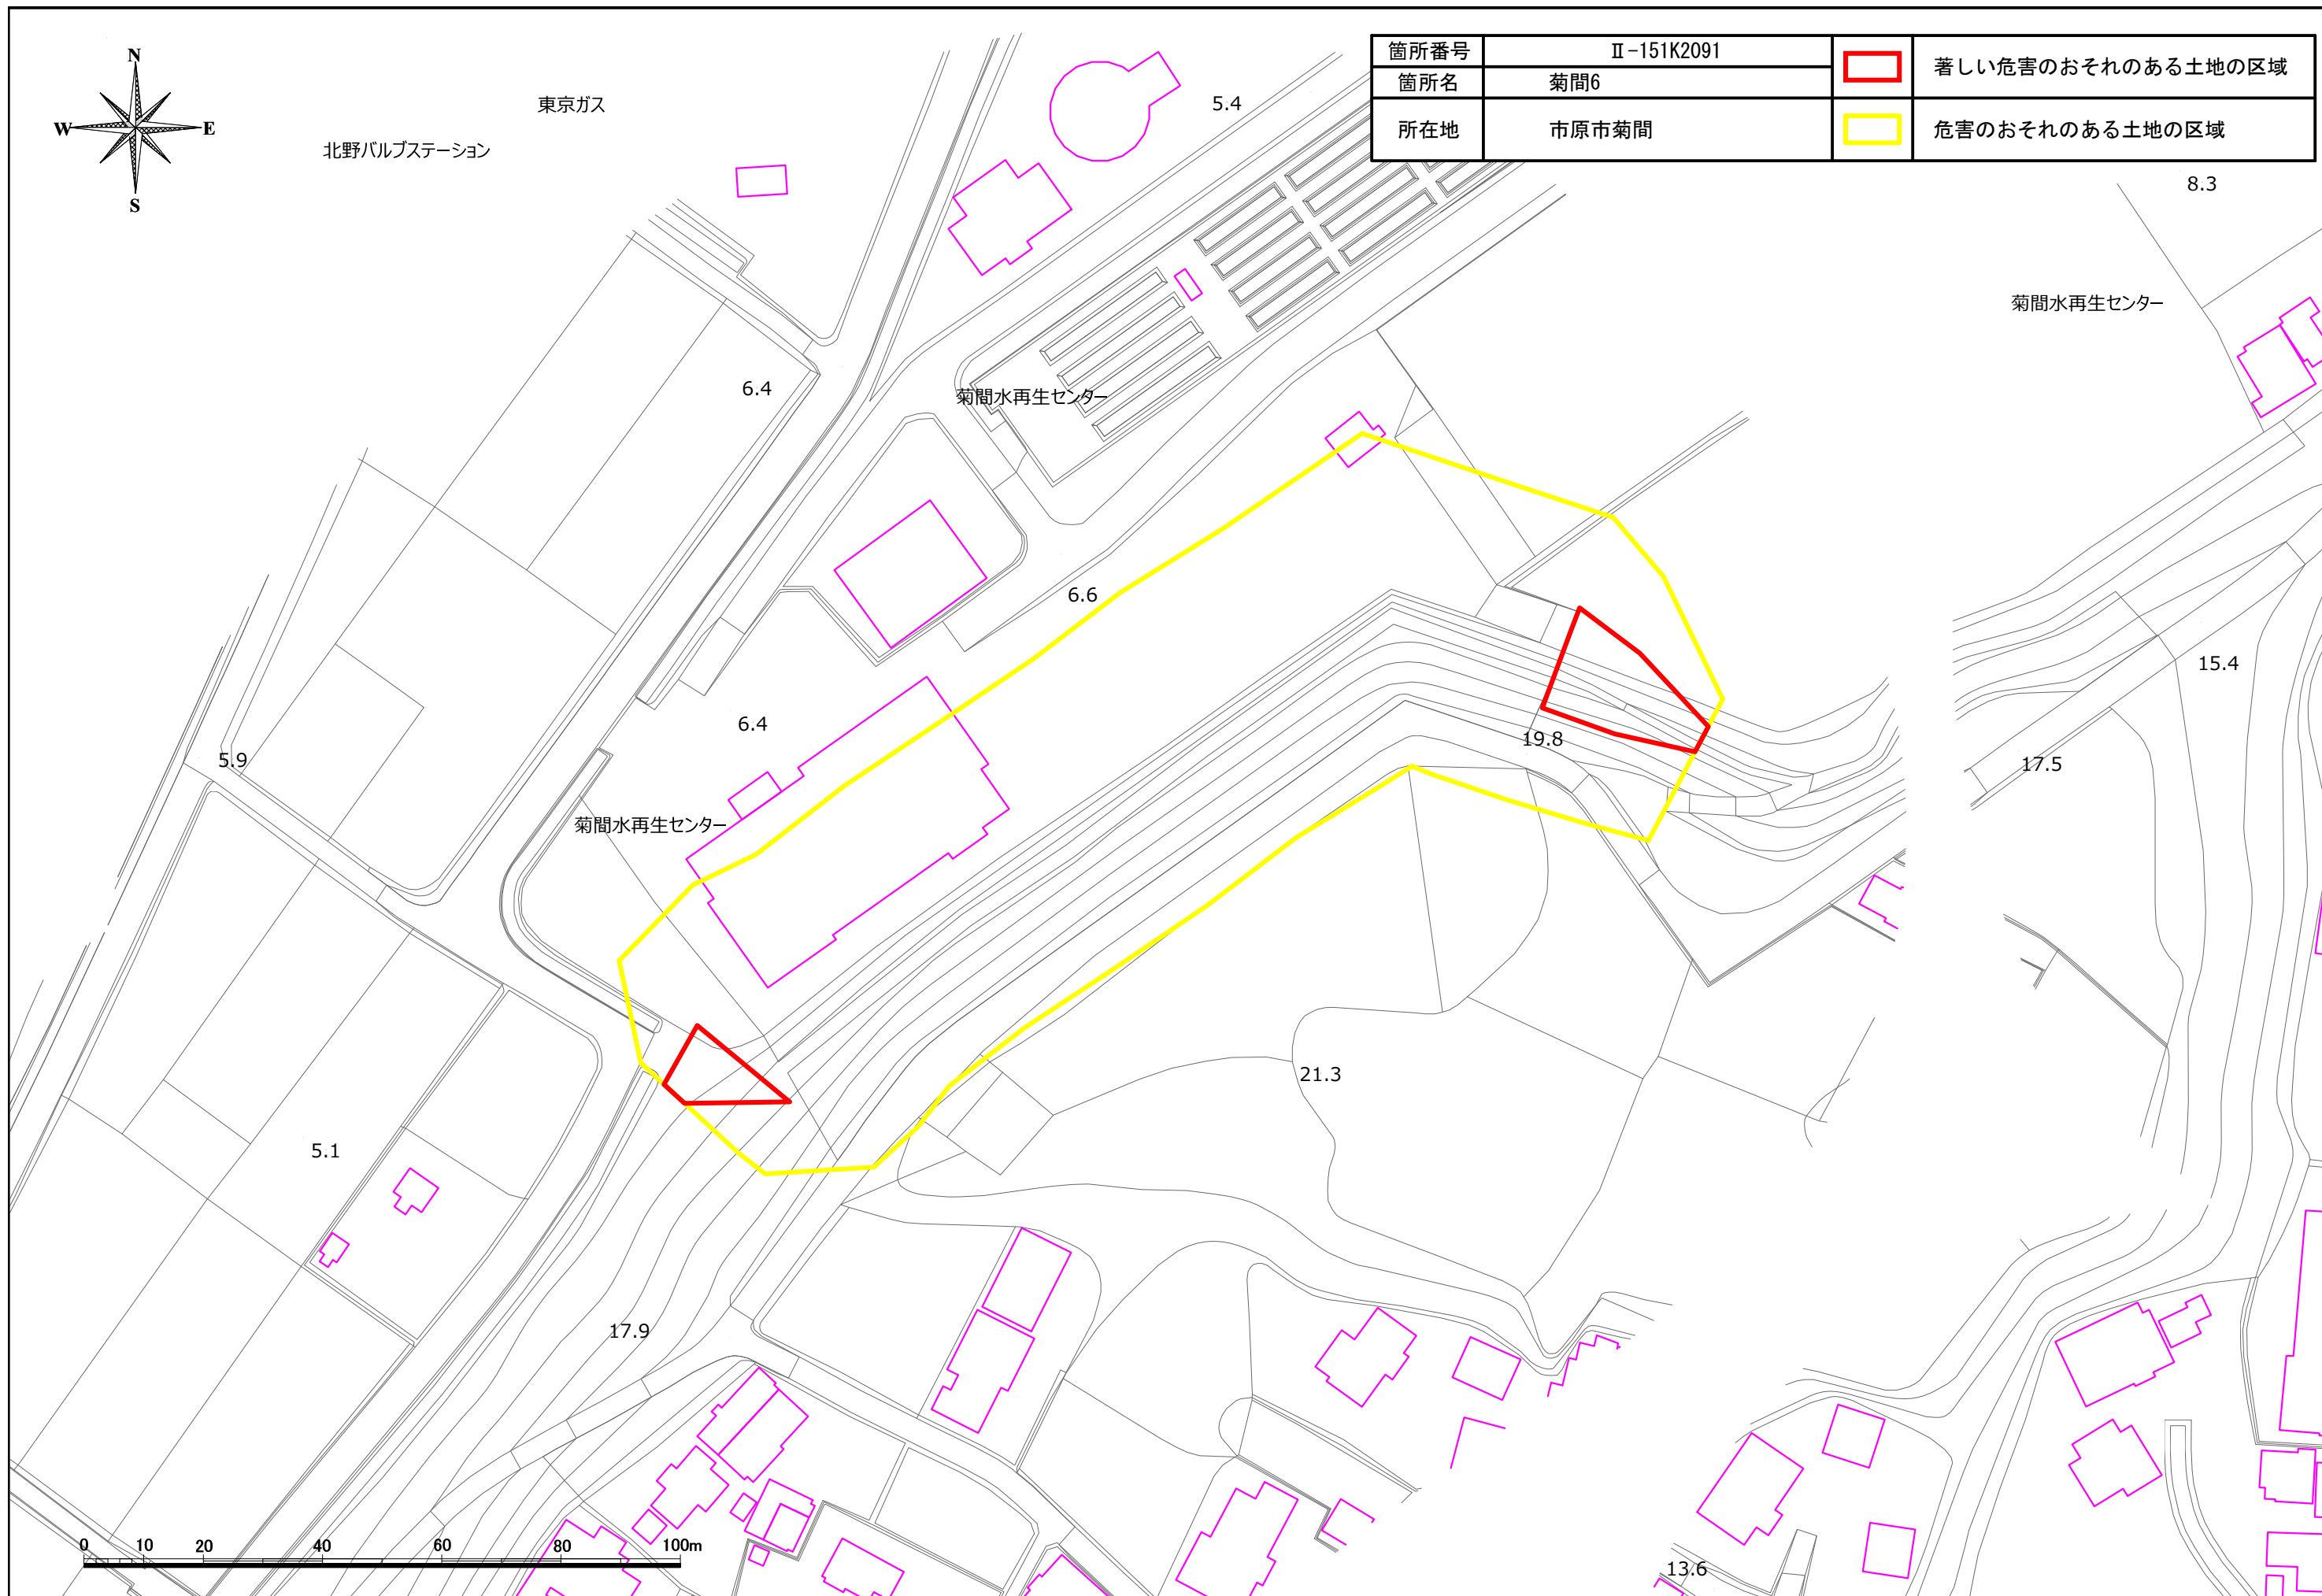 箇所番号 Ⅱ-151K2091
著しい危害のおそれのある土地の区域
箇所名 菊間6
所在地 市原市菊間
危害のおそれのある土地の区域
N
W E
S
東京ガス
北野バルブステーション
5.4
8.3
菊間水再生センター
6.4
菊間水再生センター
6.6
15.4
6.4
19.8
5.9
17.5
菊間水再生センター
21.3
5.1
17.9
0 10 20 40 60 80 100m
13.6